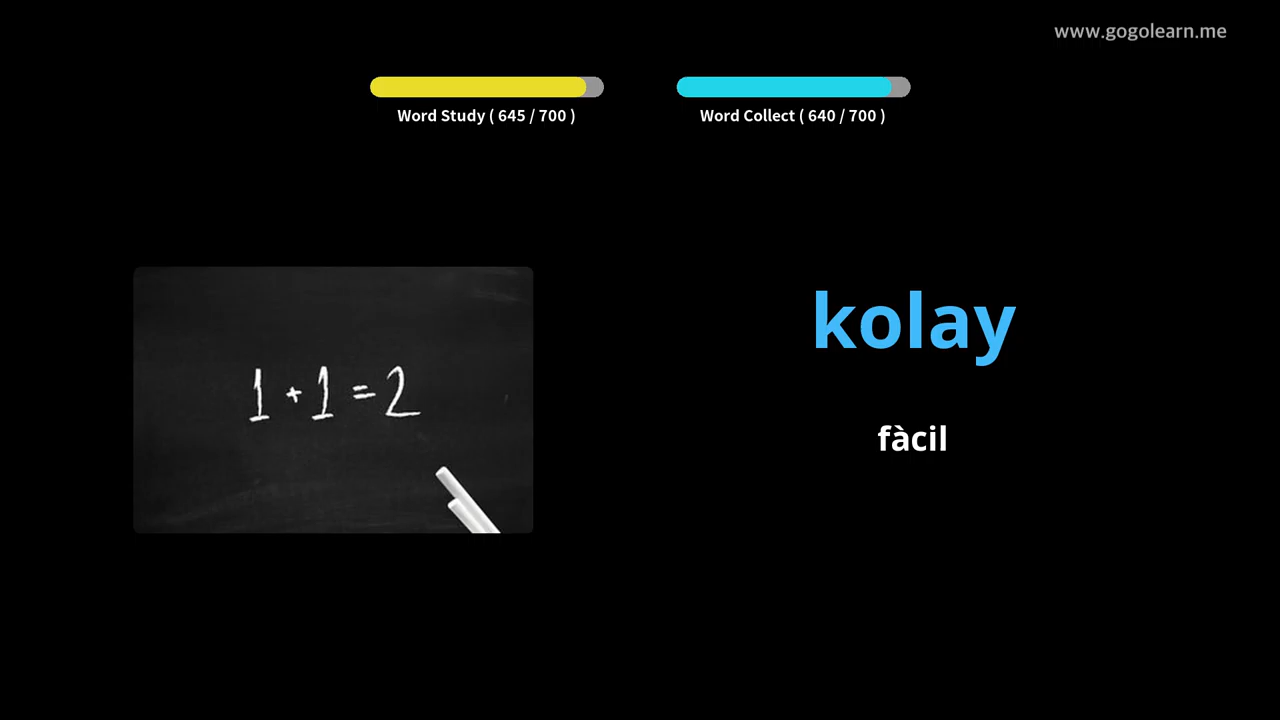 www.gogolearn.me
Word Study ( 645 / 700 )
Word Collect ( 640 / 700 )
1 + 1 = 2
kolay
fàcil